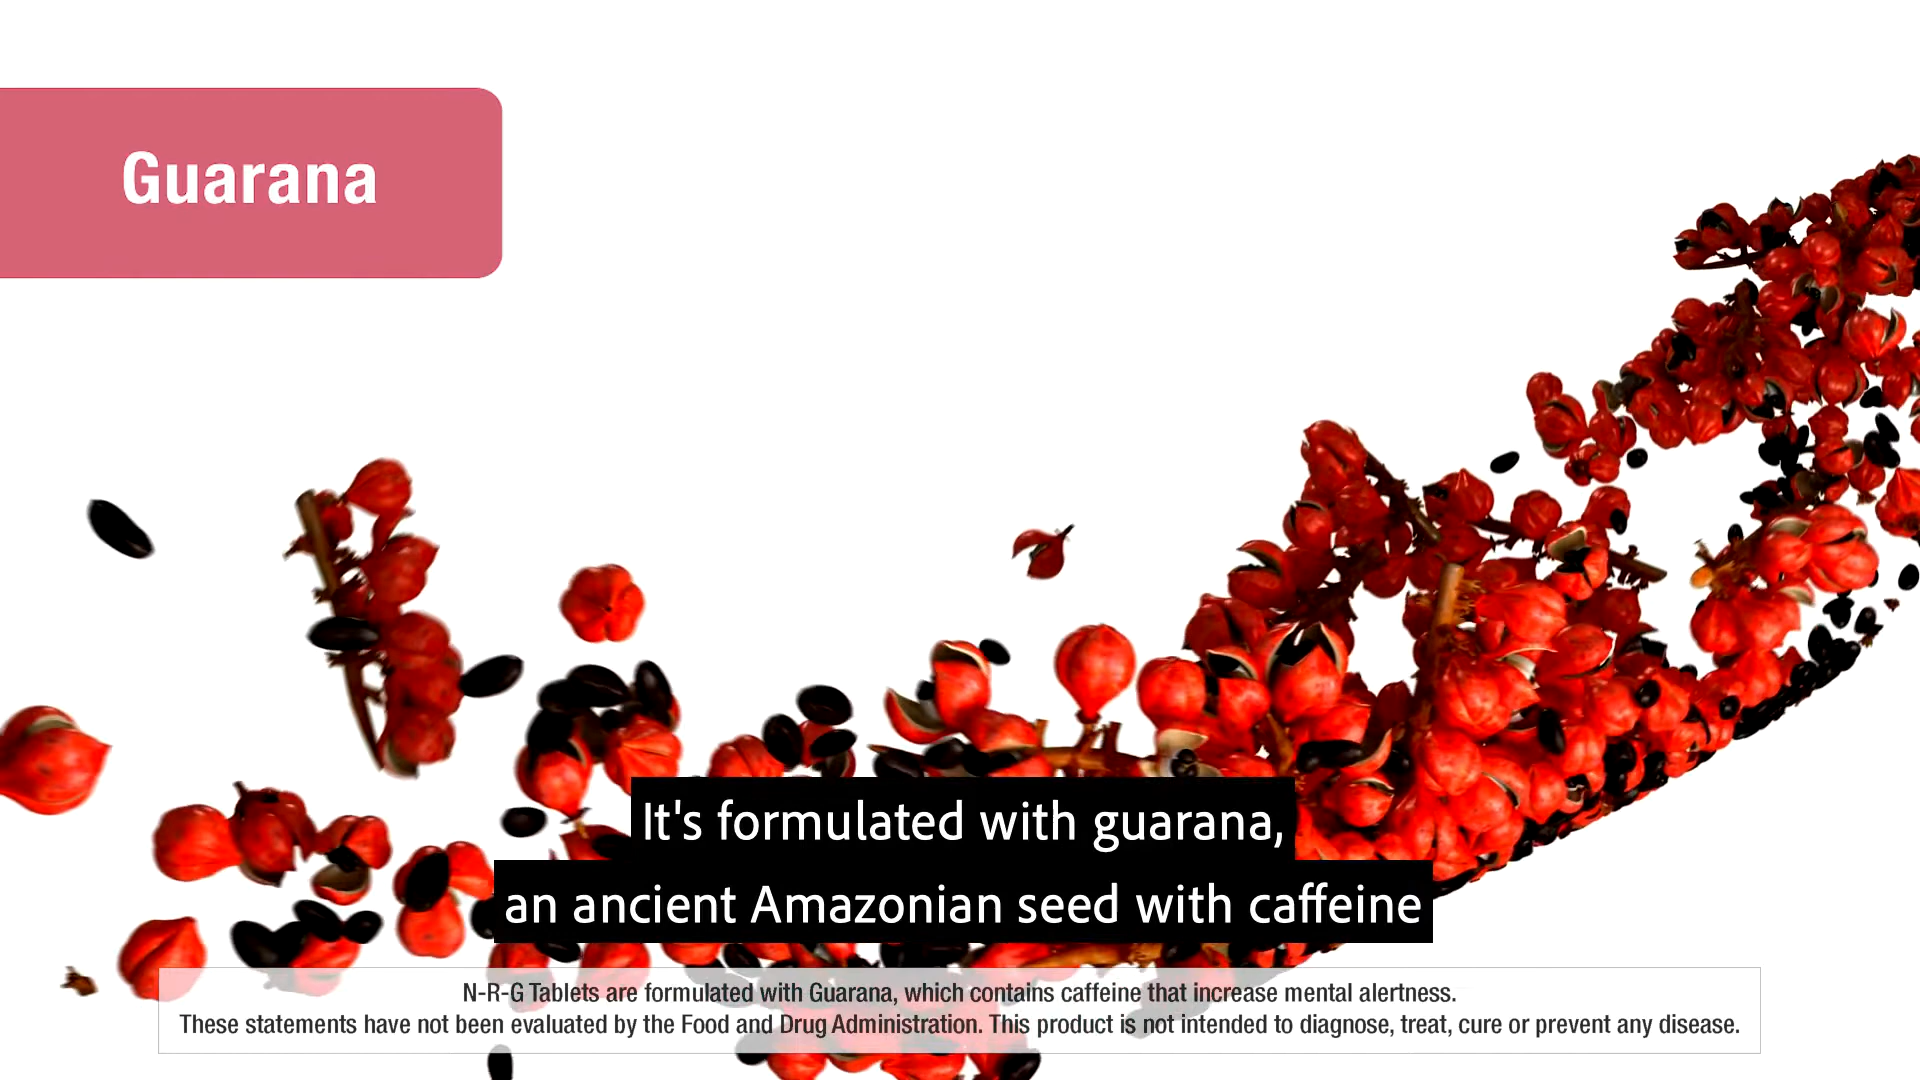 Guarana
It's formulated with guarana,
an ancient Amazonian seed with caffeine
N-R-G Tablets are formulated with Guarana, which contains caffeine that increase mental alertness.
These statements have not been evaluated by the Food and Drug Administration. This product is not intended to diagnose, treat, cure or prevent any disease.